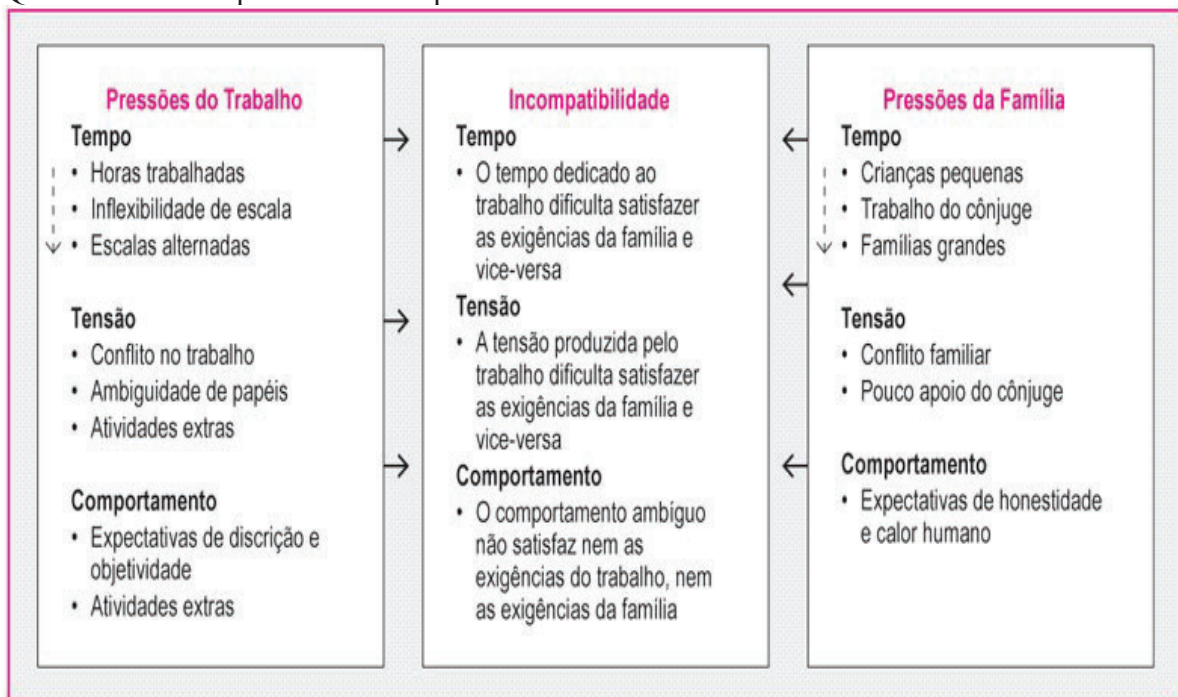 Pressões do Trabalho
Tempo
• Horas trabalhadas
• Inflexibilidade de escala
• Escalas alternadas
Tensão
• Conflito no trabalho
• Ambiguidade de papéis
• Atividades extras
Comportamento
• Expectativas de discrição e
objetividade
• Atividades extras
Incompatibilidade
Tempo
• O tempo dedicado ao
trabalho dificulta satisfazer
as exigências da família e
vice-versa
Tensão
• A tensão produzida pelo
trabalho dificulta satisfazer
as exigências da família e
vice-versa
Comportamento
• O comportamento ambíguo
não satisfaz nem as
exigências do trabalho, nem
as exigências da família
Pressões da Família
Tempo
• Crianças pequenas
• Trabalho do cônjuge
• Famílias grandes
Tensão
• Conflito familiar
• Pouco apoio do cônjuge
Comportamento
• Expectativas de honestidade
e calor humano